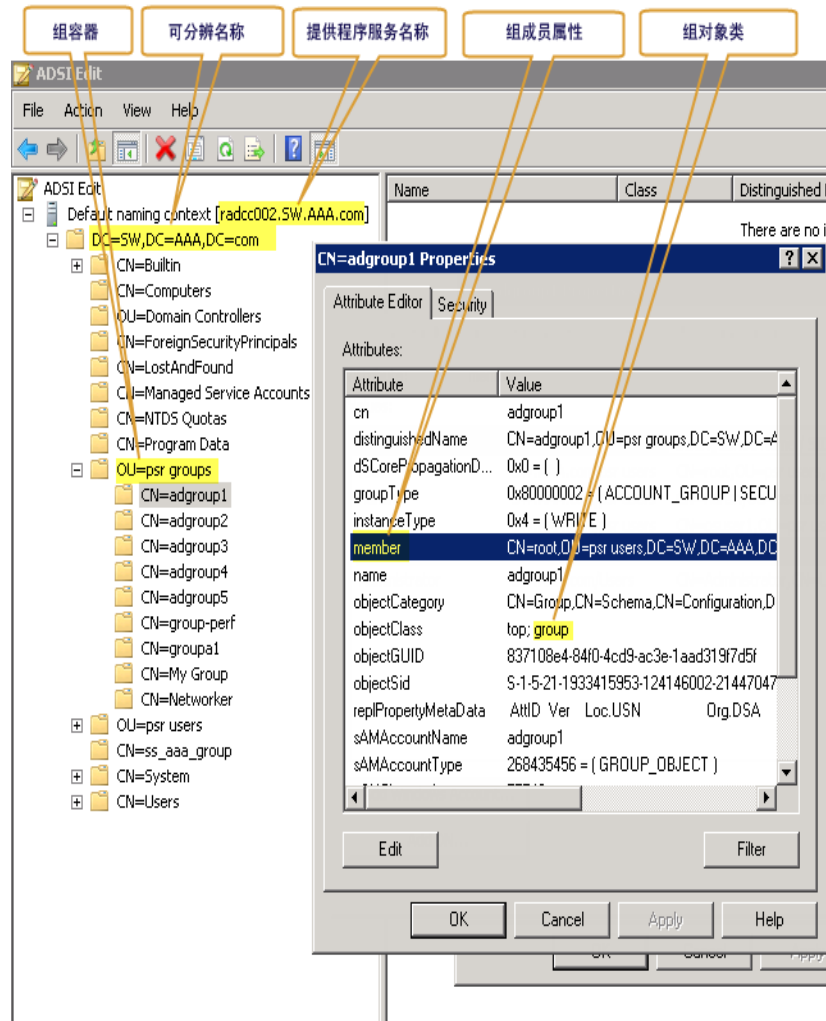 组容器 可分辨名称 提供程序服务名称 组成员属性 组对象类
ADSI Edit
File Action View Help
ADSI Edit
Default naming context [radcc002.SW.AAA.com]
DC=SW,DC=AAA,DC=com
CN=Builtin
CN=Computers
OU=Domain Controllers
CN=ForeignSecurityPrincipals
CN=LostAndFound
CN=Managed Service Accounts
CN=NTDS Quotas
CN=Program Data
OU=psr groups
CN=adgroup1
CN=adgroup2
CN=adgroup3
CN=adgroup4
CN=adgroup5
CN=group-perf
CN=groupa1
CN=My Group
CN=Networker
OU=psr users
CN=ss_aaa_group
CN=System
CN=Users
Name Class Distinguished
There are no i
CN=adgroup1 Properties
Attribute Editor Security
Attributes:
Attribute Value
cn adgroup1
distinguishedName CN=adgroup1,OU=psr groups,DC=SW,DC=A
dSCorePropagationD... 0x0 = ( )
groupType 0x80000002 = ( ACCOUNT_GROUP | SECU
instanceType 0x4 = ( WRITE )
member CN=root,OU=psr users,DC=SW,DC=AAA,DC
name adgroup1
objectCategory CN=Group,CN=Schema,CN=Configuration,D
objectClass top; group
objectGUID 837108e4-84f0-4cd9-ac3e-1aad319f7d5f
objectSid S-1-5-21-1933415953-124146002-21447047
replPropertyMetaData AttID Ver Loc.USN Org.DSA
sAMAccountName adgroup1
sAMAccountType 268435456 = ( GROUP_OBJECT )
Edit Filter
OK Cancel Apply Help